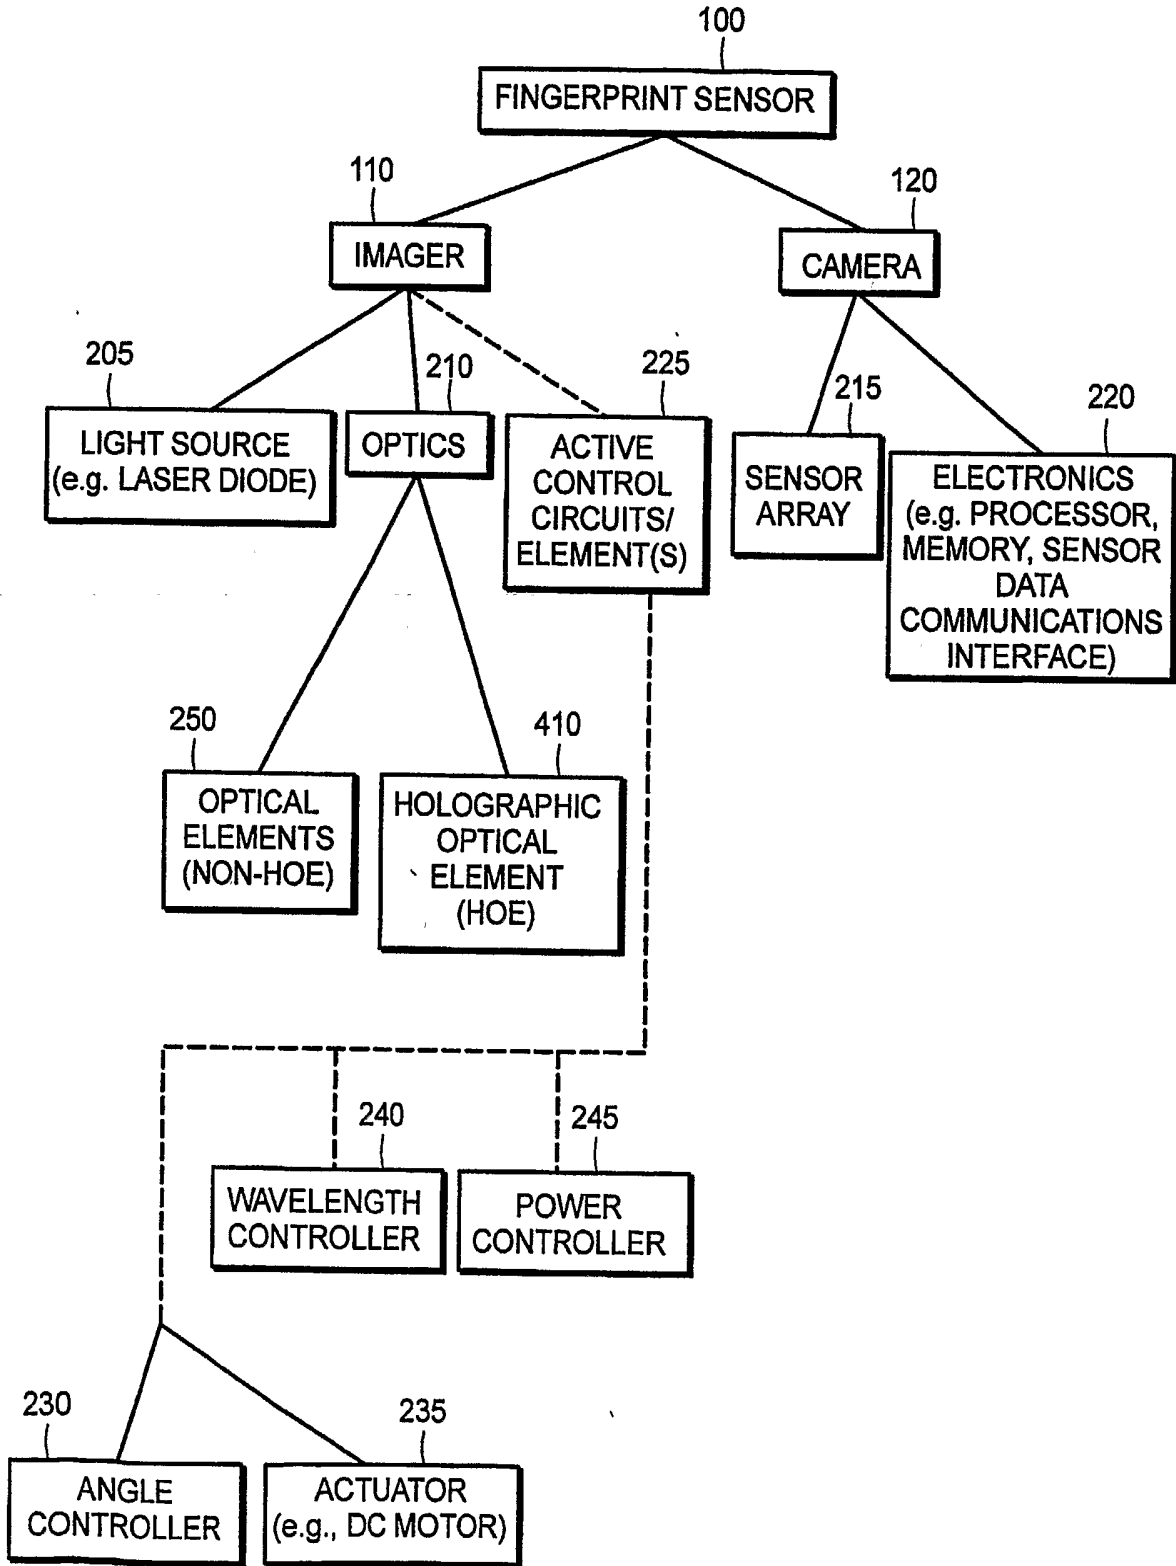 100
FINGERPRINT SENSOR
110
IMAGER
120
CAMERA
205
LIGHT SOURCE
(e.g. LASER DIODE)
210
OPTICS
225
ACTIVE
CONTROL
CIRCUITS/
ELEMENT(S)
215
SENSOR
ARRAY
220
ELECTRONICS
(e.g. PROCESSOR,
MEMORY, SENSOR
DATA
COMMUNICATIONS
INTERFACE)
250
OPTICAL
ELEMENTS
(NON-HOE)
410
HOLOGRAPHIC
OPTICAL
ELEMENT
(HOE)
240
WAVELENGTH
CONTROLLER
245
POWER
CONTROLLER
230
ANGLE
CONTROLLER
235
ACTUATOR
(e.g., DC MOTOR)